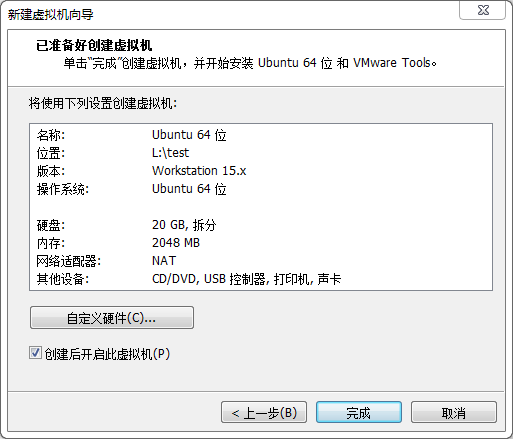 新建虚拟机向导
已准备好创建虚拟机
单击“完成”创建虚拟机，并开始安装 Ubuntu 64 位 和 VMware Tools。
将使用下列设置创建虚拟机:
名称: Ubuntu 64 位
位置: L:\test
版本: Workstation 15.x
操作系统: Ubuntu 64 位
硬盘: 20 GB, 拆分
内存: 2048 MB
网络适配器: NAT
其他设备: CD/DVD, USB 控制器, 打印机, 声卡
自定义硬件(C)...
创建后开启此虚拟机(P)
< 上一步(B) 完成 取消